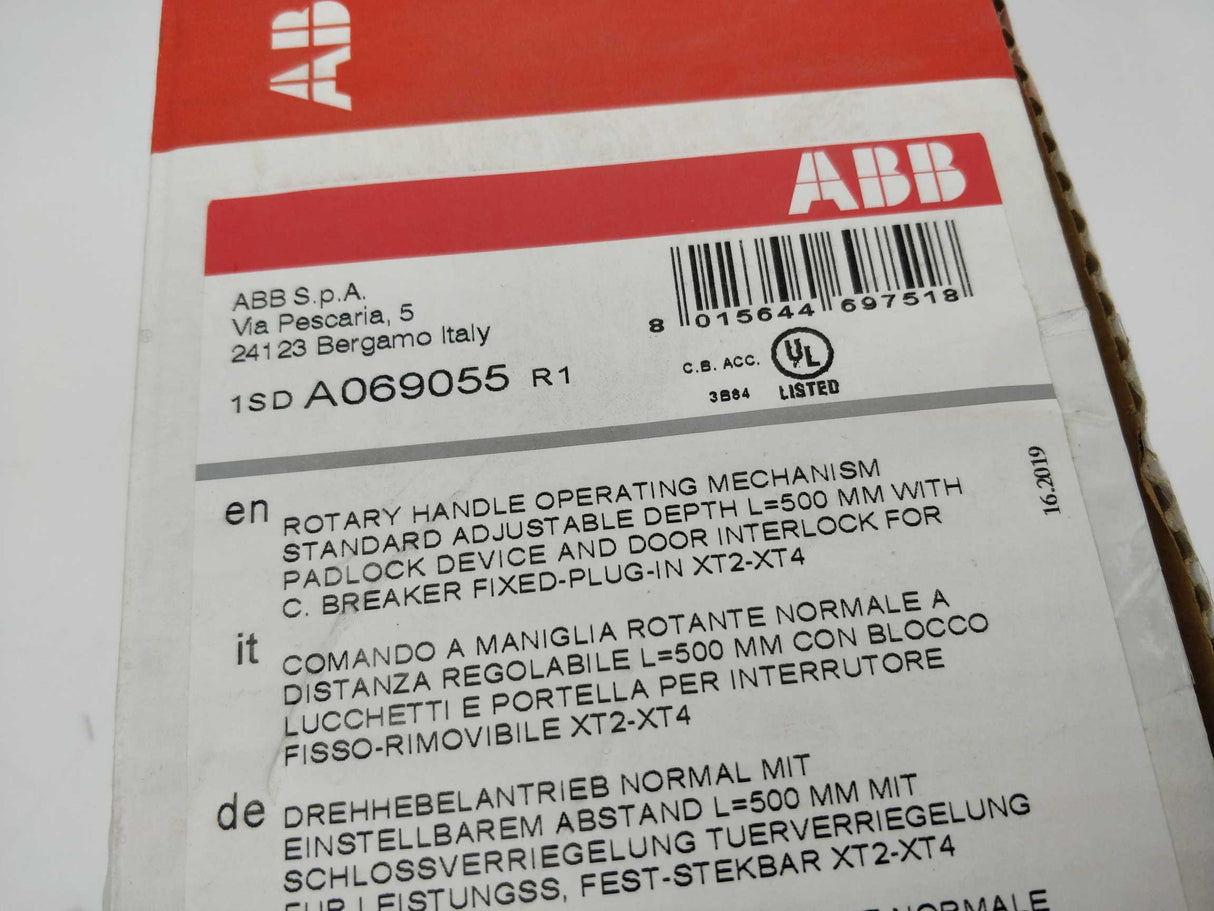 ABB
ABB
ABB S.p.A.
Via Pescaria, 5
24123 Bergamo Italy
1SD A069055 R1
8 015644 697518
C.B. ACC.
3B84
UL
LISTED
16.2019
en
ROTARY HANDLE OPERATING MECHANISM
STANDARD ADJUSTABLE DEPTH L=500 MM WITH
PADLOCK DEVICE AND DOOR INTERLOCK FOR
C. BREAKER FIXED-PLUG-IN XT2-XT4
it
COMANDO A MANIGLIA ROTANTE NORMALE A
DISTANZA REGOLABILE L=500 MM CON BLOCCO
LUCCHETTI E PORTELLA PER INTERRUTORE
FISSO-RIMOVIBILE XT2-XT4
de
DREHHEBELANTRIEB NORMAL MIT
EINSTELLBAREM ABSTAND L=500 MM MIT
SCHLOSSVERRIEGELUNG TUERVERRIEGELUNG
FUR LEISTUNGSS, FEST-STEKBAR XT2-XT4
NORMALE